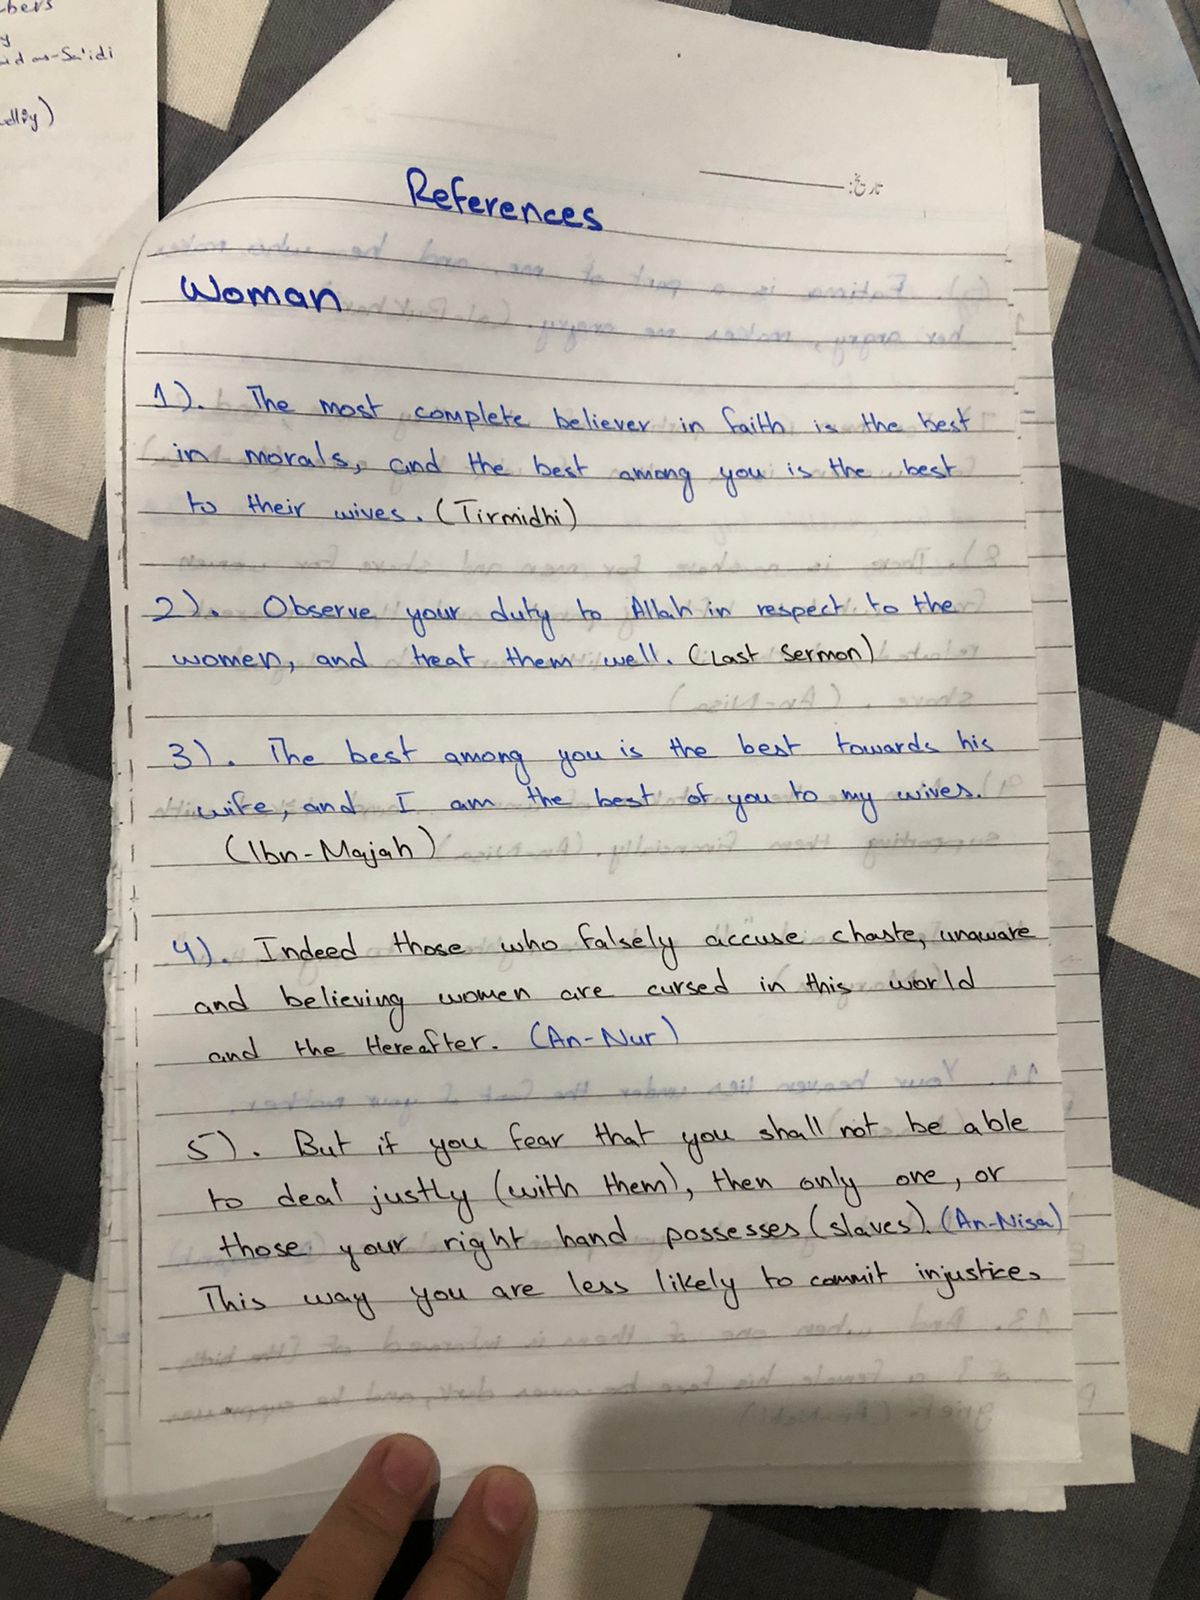 -bers
References
Woman
تاریخ:
1). The most complete believer in faith is the best
in morals, and the best among you is the best
to their wives. (Tirmidhi)
2). Observe your duty to Allah in respect to the
women, and treat them well. (Last Sermon)
3). The best among you is the best towards his
wife, and I am the best of you to my wives.
(Ibn-Majah)
4). Indeed those who falsely accuse chaste, unaware
and believing women are cursed in this world
and the Hereafter. (An-Nur)
5). But if you fear that you shall not be able
to deal justly (with them), then only one, or
those your right hand possesses (slaves). (An-Nisa)
This way you are less likely to commit injustice.